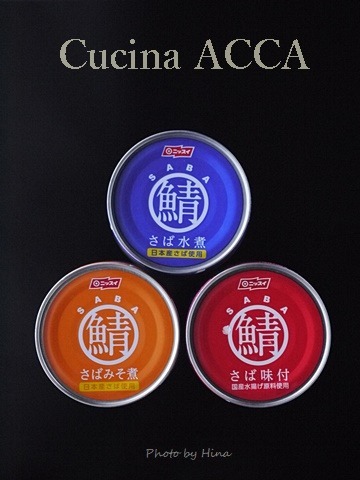 Cucina ACCA
ニッスイ
SABA
鯖
さば水煮
日本産さば使用
ニッスイ
SABA
鯖
さばみそ煮
日本産さば使用
ニッスイ
SABA
鯖
さば味付
国産水揚げ原料使用
Photo by Hina